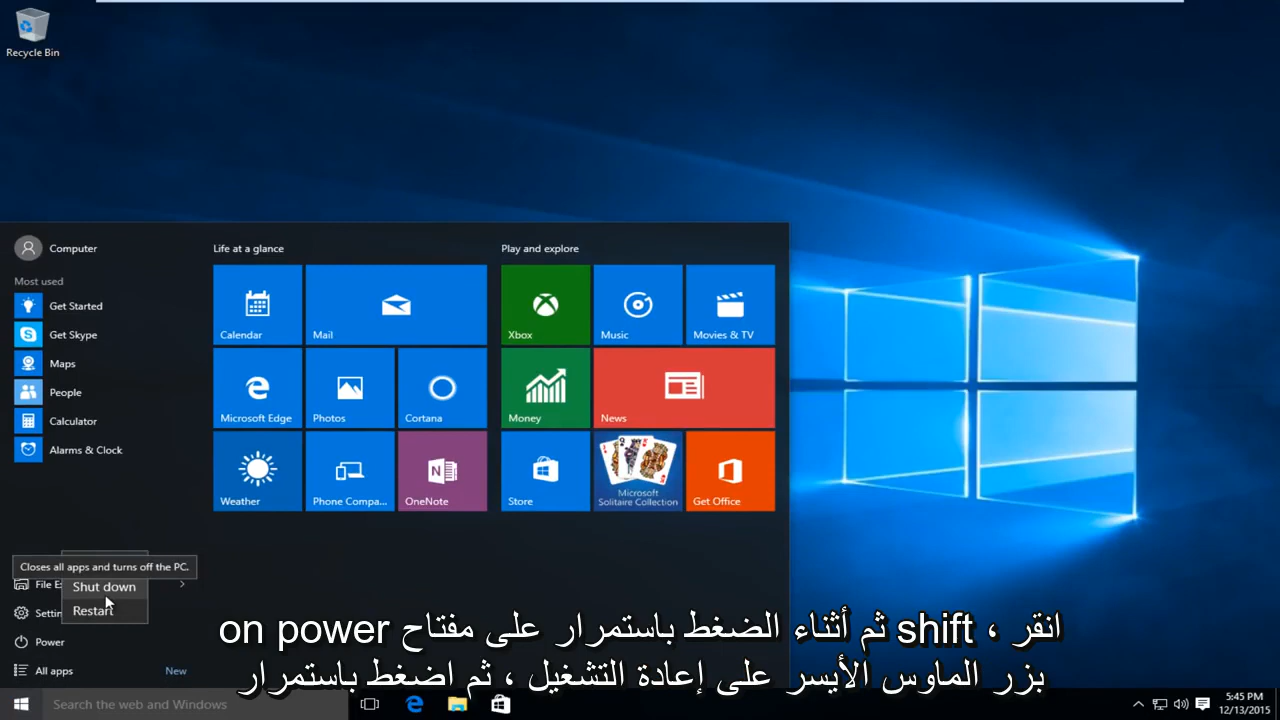 Recycle Bin
Computer
Most used
Get Started
Get Skype
Maps
People
Calculator
Alarms & Clock
Life at a glance
Calendar
Mail
Microsoft Edge
Photos
Cortana
Weather
Phone Compa...
OneNote
Play and explore
Xbox
Music
Movies & TV
Money
News
Store
Microsoft
Solitaire Collection
Get Office
Closes all apps and turns off the PC.
Shut down
Restart
Power
All apps
New
انقر ، shift ثم أثناء الضغط باستمرار على مفتاح on power
بزر الماوس الأيسر على إعادة التشغيل ، ثم اضغط باستمرار
Search the web and Windows
5:45 PM
12/13/2015